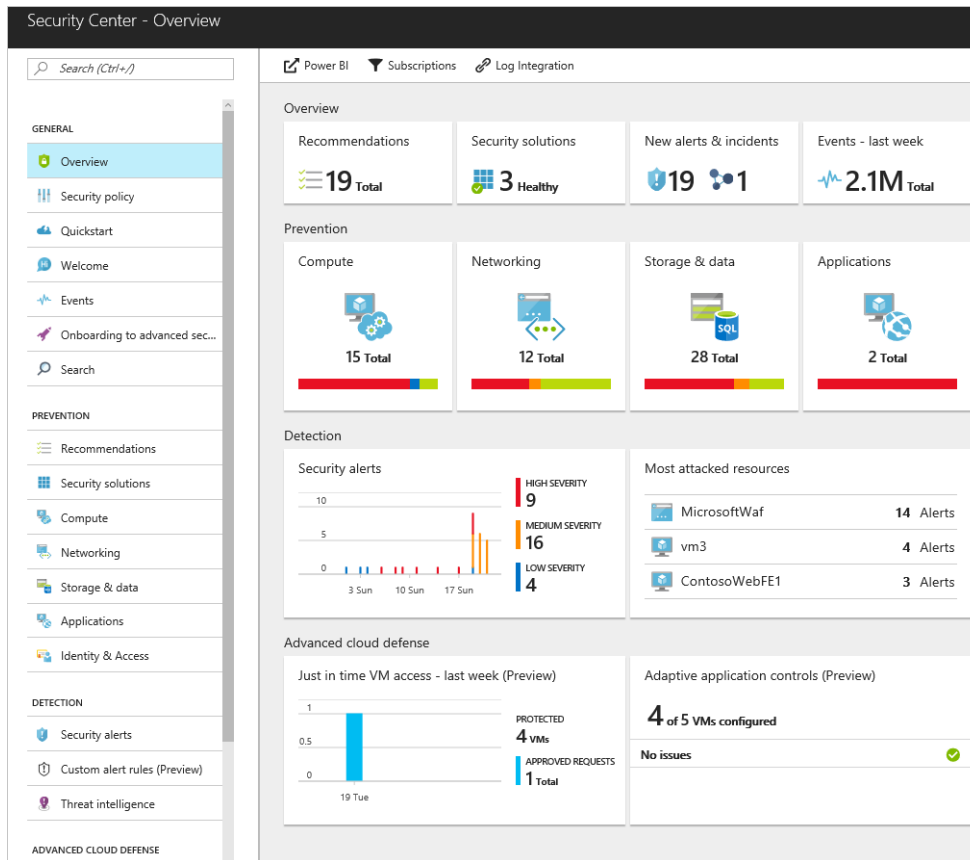 Security Center - Overview
Search (Ctrl+/)
GENERAL
Overview
Security policy
Quickstart
Welcome
Events
Onboarding to advanced sec...
Search
PREVENTION
Recommendations
Security solutions
Compute
Networking
Storage & data
Applications
Identity & Access
DETECTION
Security alerts
Custom alert rules (Preview)
Threat intelligence
ADVANCED CLOUD DEFENSE
Power BI Subscriptions Log Integration
Overview
Recommendations
19 Total
Security solutions
3 Healthy
New alerts & incidents
19 1
Events - last week
2.1M Total
Prevention
Compute
15 Total
Networking
12 Total
Storage & data
SQL
28 Total
Applications
2 Total
Detection
Security alerts
10
5
0
3 Sun 10 Sun 17 Sun
HIGH SEVERITY
9
MEDIUM SEVERITY
16
LOW SEVERITY
4
Most attacked resources
MicrosoftWaf 14 Alerts
vm3 4 Alerts
ContosoWebFE1 3 Alerts
Advanced cloud defense
Just in time VM access - last week (Preview)
1
0.5
0
19 Tue
PROTECTED
4 VMs
APPROVED REQUESTS
1 Total
Adaptive application controls (Preview)
4 of 5 VMs configured
No issues